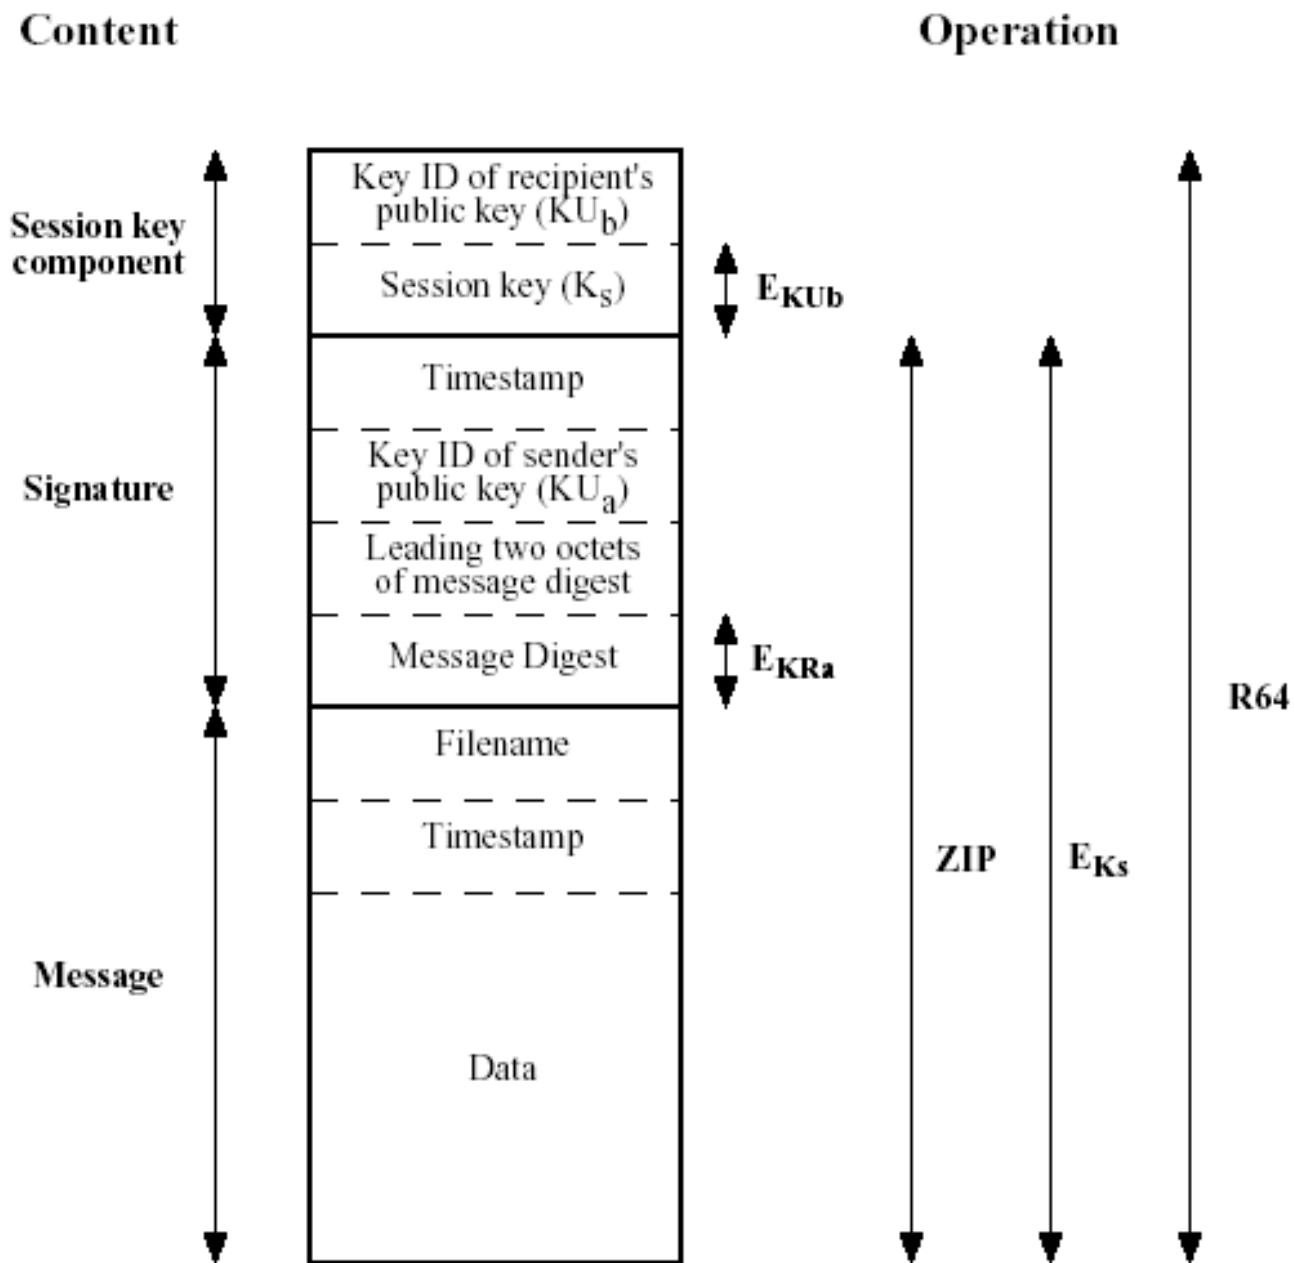 Content
Operation
Key ID of recipient's
public key (KUb)
Session key
component
Session key (Ks)
EKUb
Timestamp
Key ID of sender's
public key (KUa)
Signature
Leading two octets
of message digest
Message Digest
EKRa
R64
Filename
Timestamp
ZIP
EKs
Message
Data